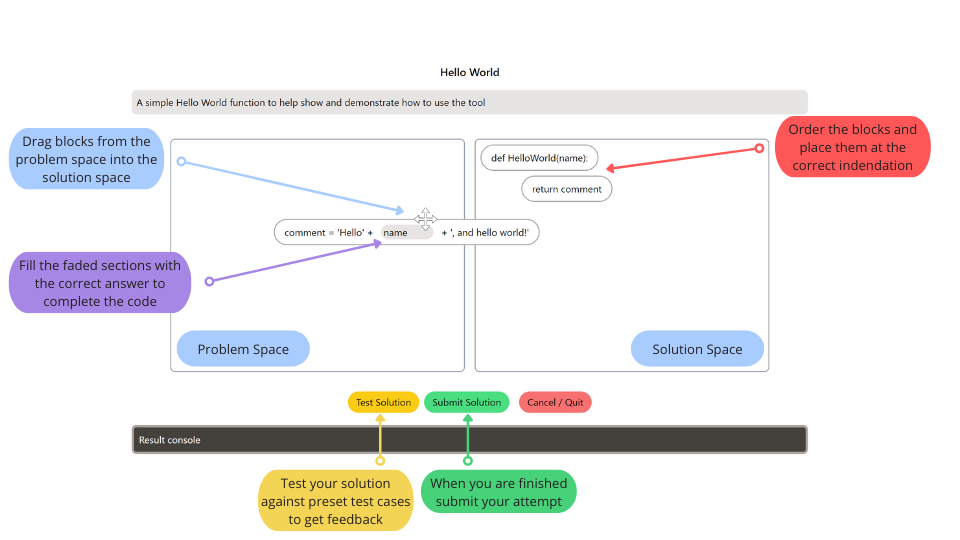 Hello World
A simple Hello World function to help show and demonstrate how to use the tool
Drag blocks from the
problem space into the
solution space
Order the blocks and
place them at the
correct indentation
def HelloWorld(name):
return comment
comment = 'Hello' + name + ', and hello world!'
Fill the faded sections with
the correct answer to
complete the code
Problem Space
Solution Space
Test Solution
Submit Solution
Cancel / Quit
Result console
Test your solution
against preset test cases
to get feedback
When you are finished
submit your attempt